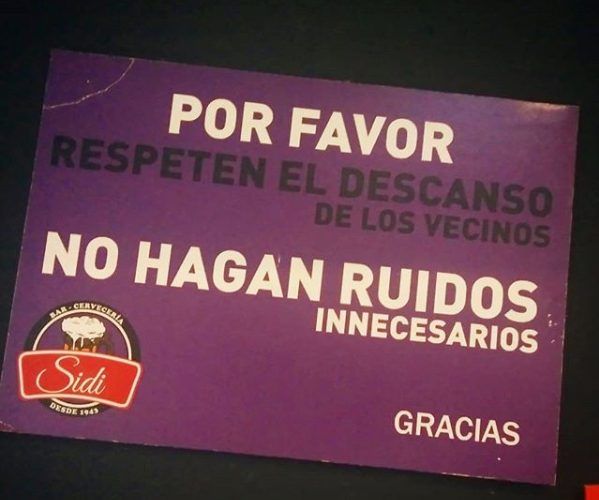 POR FAVOR
RESPETEN EL DESCANSO
DE LOS VECINOS
NO HAGAN RUIDOS
INNECESARIOS
BAR - CERVECERÍA
Sidi
DESDE 1943
GRACIAS